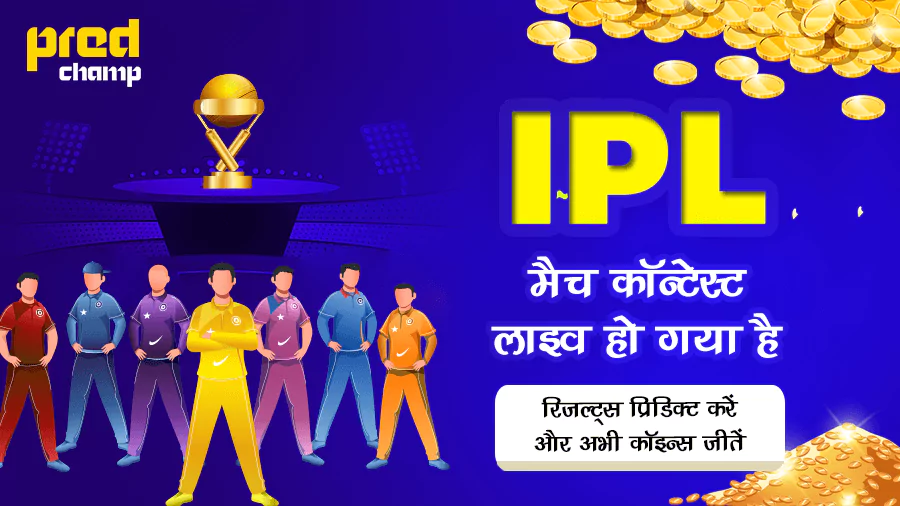 pred
champ
IPL
मैच कॉन्टेस्ट
लाइव हो गया है
रिजल्ट्स प्रिडिक्ट करें
और अभी कॉइन्स जीतें